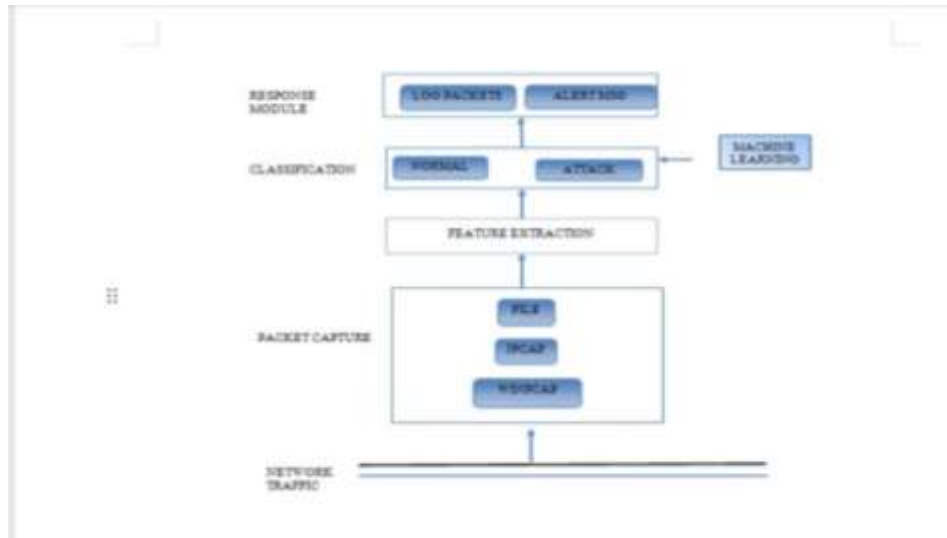 RESPONSE
MODULE
LOG PACKETS
ALERT MSG
CLASSIFICATION
NORMAL
ATTACK
MACHINE
LEARNING
FEATURE EXTRACTION
PACKET CAPTURE
FILE
WINPCAP
NETWORK
TRAFFIC